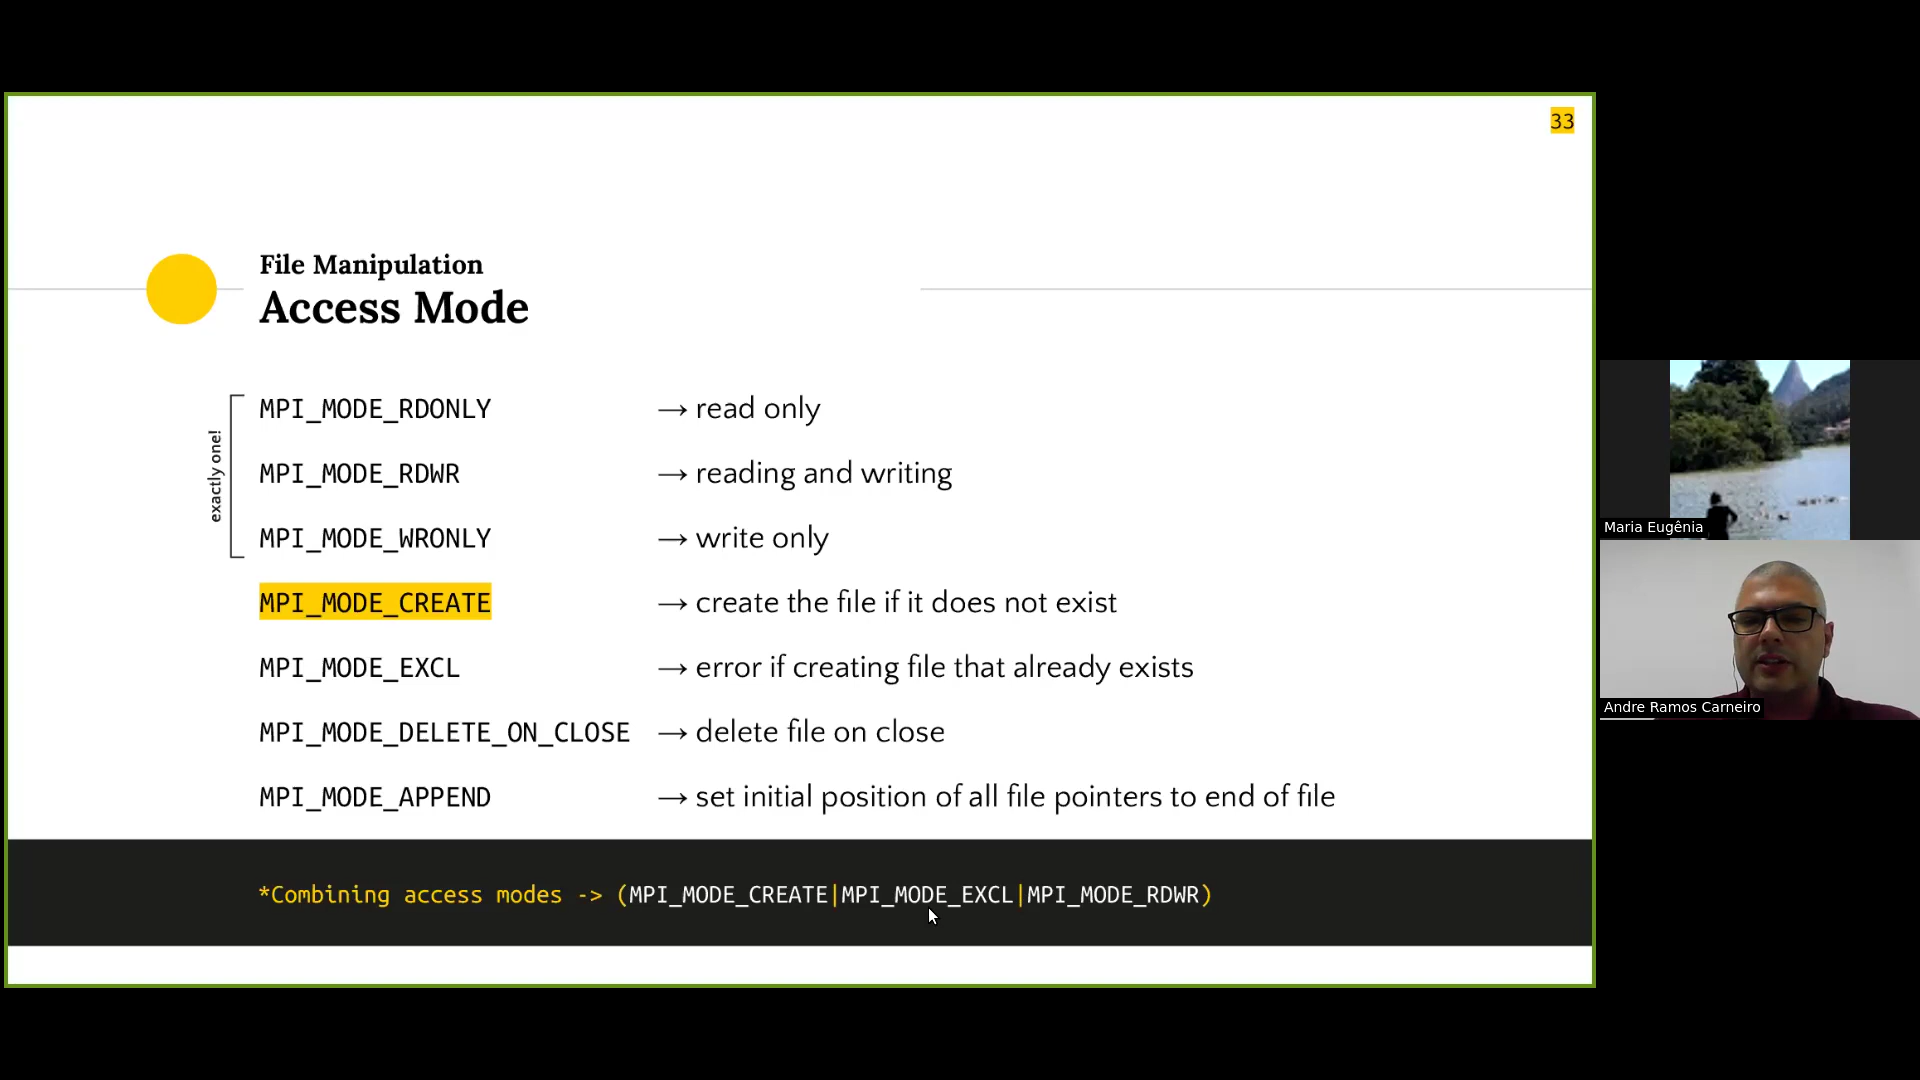 33
File Manipulation
Access Mode
exactly one!
MPI_MODE_RDONLY → read only
MPI_MODE_RDWR → reading and writing
MPI_MODE_WRONLY → write only
MPI_MODE_CREATE → create the file if it does not exist
MPI_MODE_EXCL → error if creating file that already exists
MPI_MODE_DELETE_ON_CLOSE → delete file on close
MPI_MODE_APPEND → set initial position of all file pointers to end of file
*Combining access modes -> (MPI_MODE_CREATE|MPI_MODE_EXCL|MPI_MODE_RDWR)
Maria Eugênia
Andre Ramos Carneiro